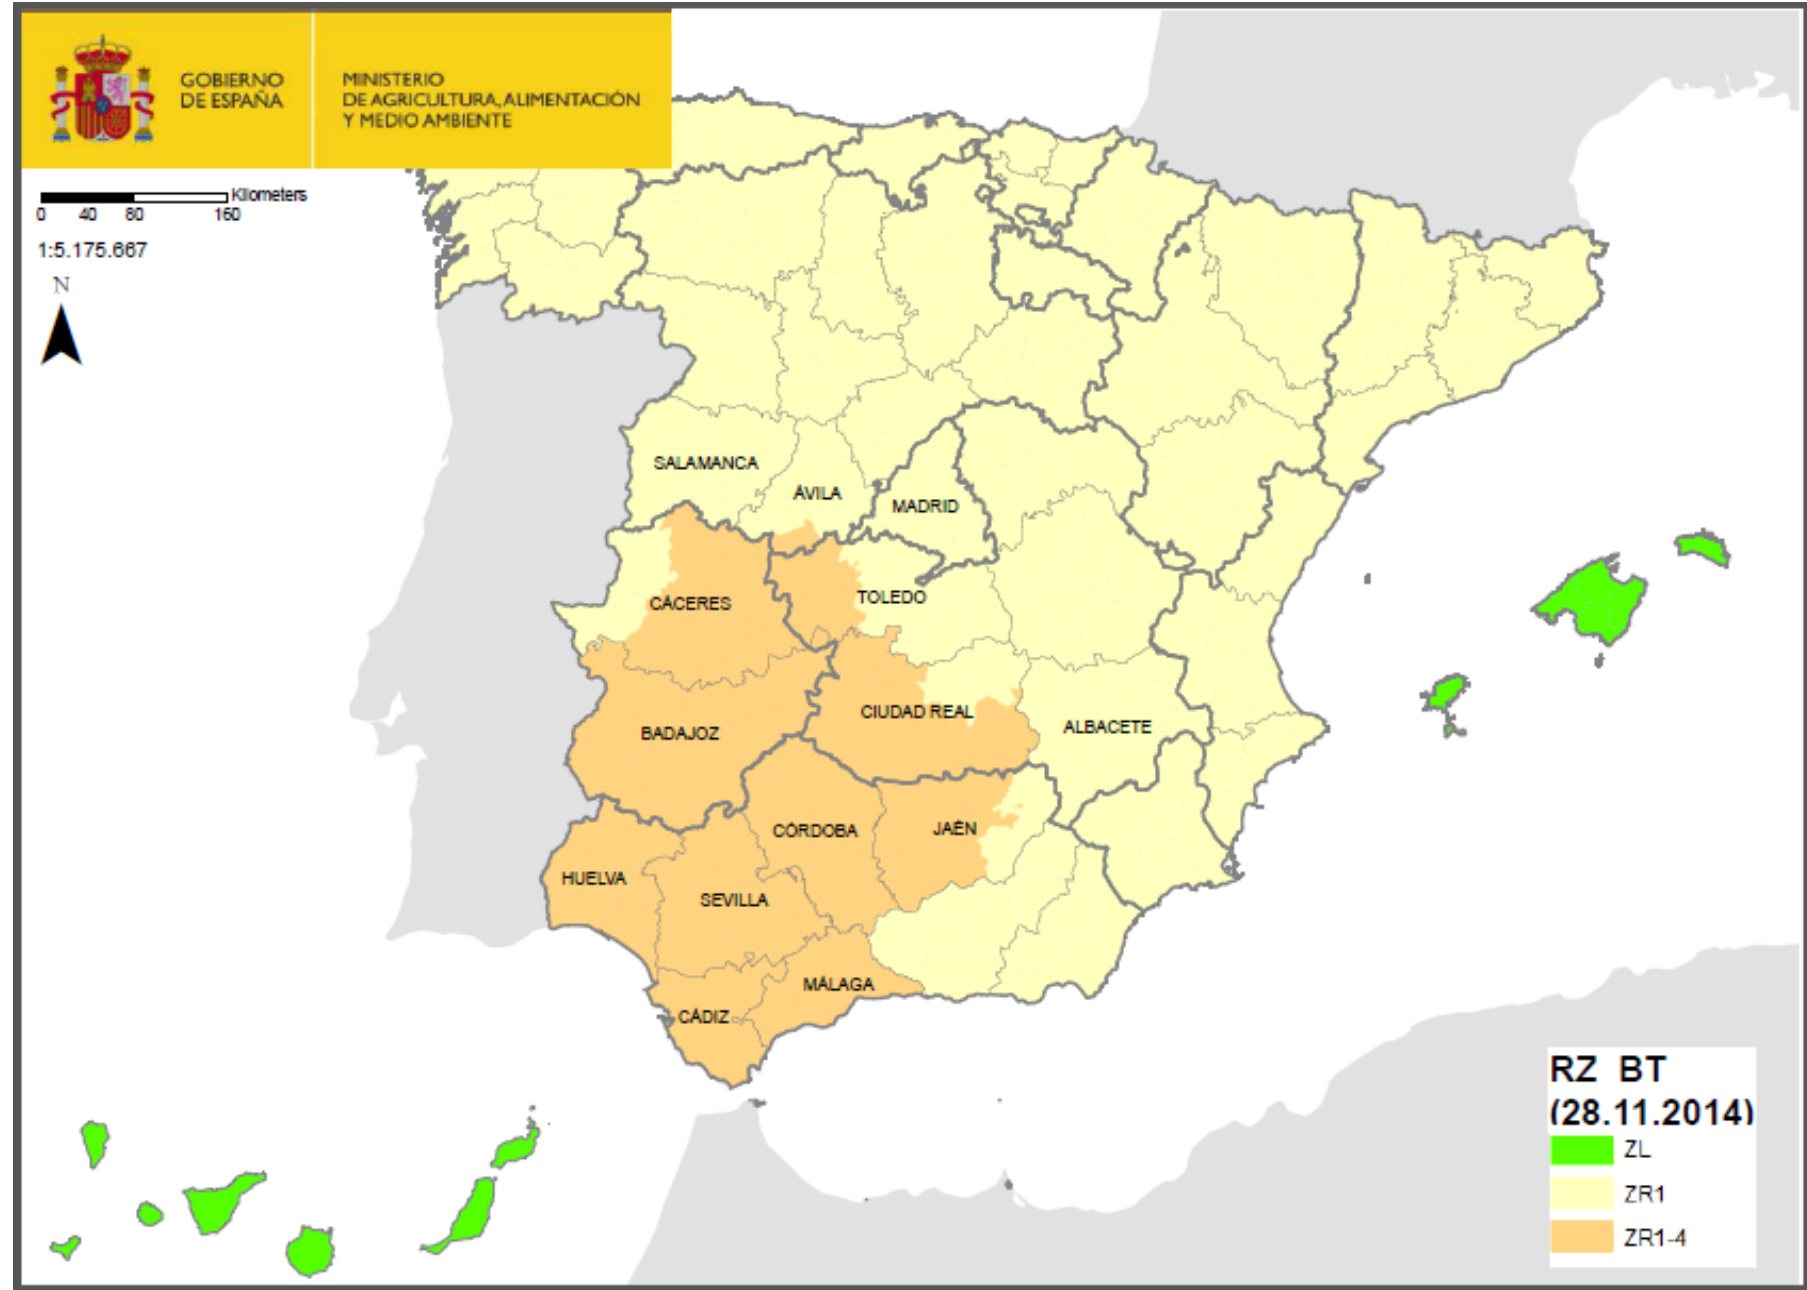 GOBIERNO
DE ESPAÑA
MINISTERIO
DE AGRICULTURA, ALIMENTACIÓN
Y MEDIO AMBIENTE
Kilometers
0 40 80 160
1:5.175.667
N
SALAMANCA
ÁVILA
MADRID
CÁCERES
TOLEDO
CIUDAD REAL
BADAJOZ
ALBACETE
CÓRDOBA
JAÉN
HUELVA
SEVILLA
MÁLAGA
CÁDIZ
RZ BT
(28.11.2014)
ZL
ZR1
ZR1-4